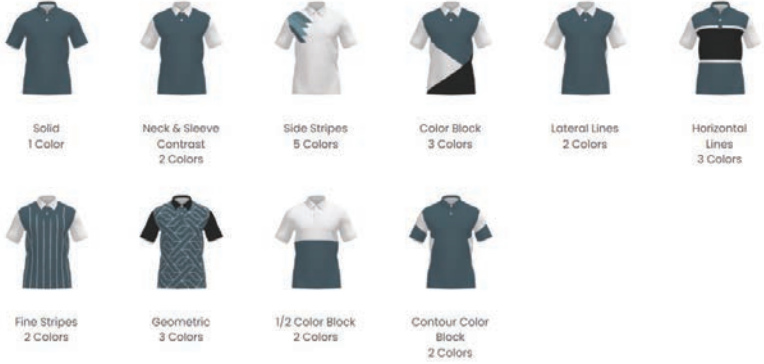 Solid
1 Color
Neck & Sleeve
Contrast
2 Colors
Side Stripes
5 Colors
Color Block
3 Colors
Lateral Lines
2 Colors
Horizontal
Lines
3 Colors
Fine Stripes
2 Colors
Geometric
3 Colors
1/2 Color Block
2 Colors
Contour Color
Block
2 Colors